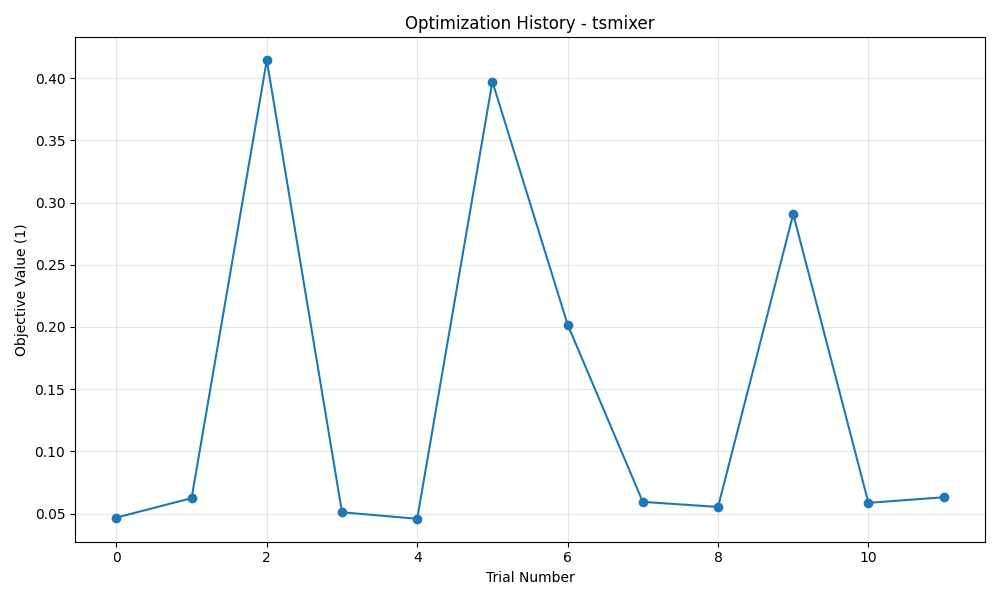 Optimization History - tsmixer
Objective Value (1)
0.40
0.35
0.30
0.25
0.20
0.15
0.10
0.05
0 2 4 6 8 10
Trial Number